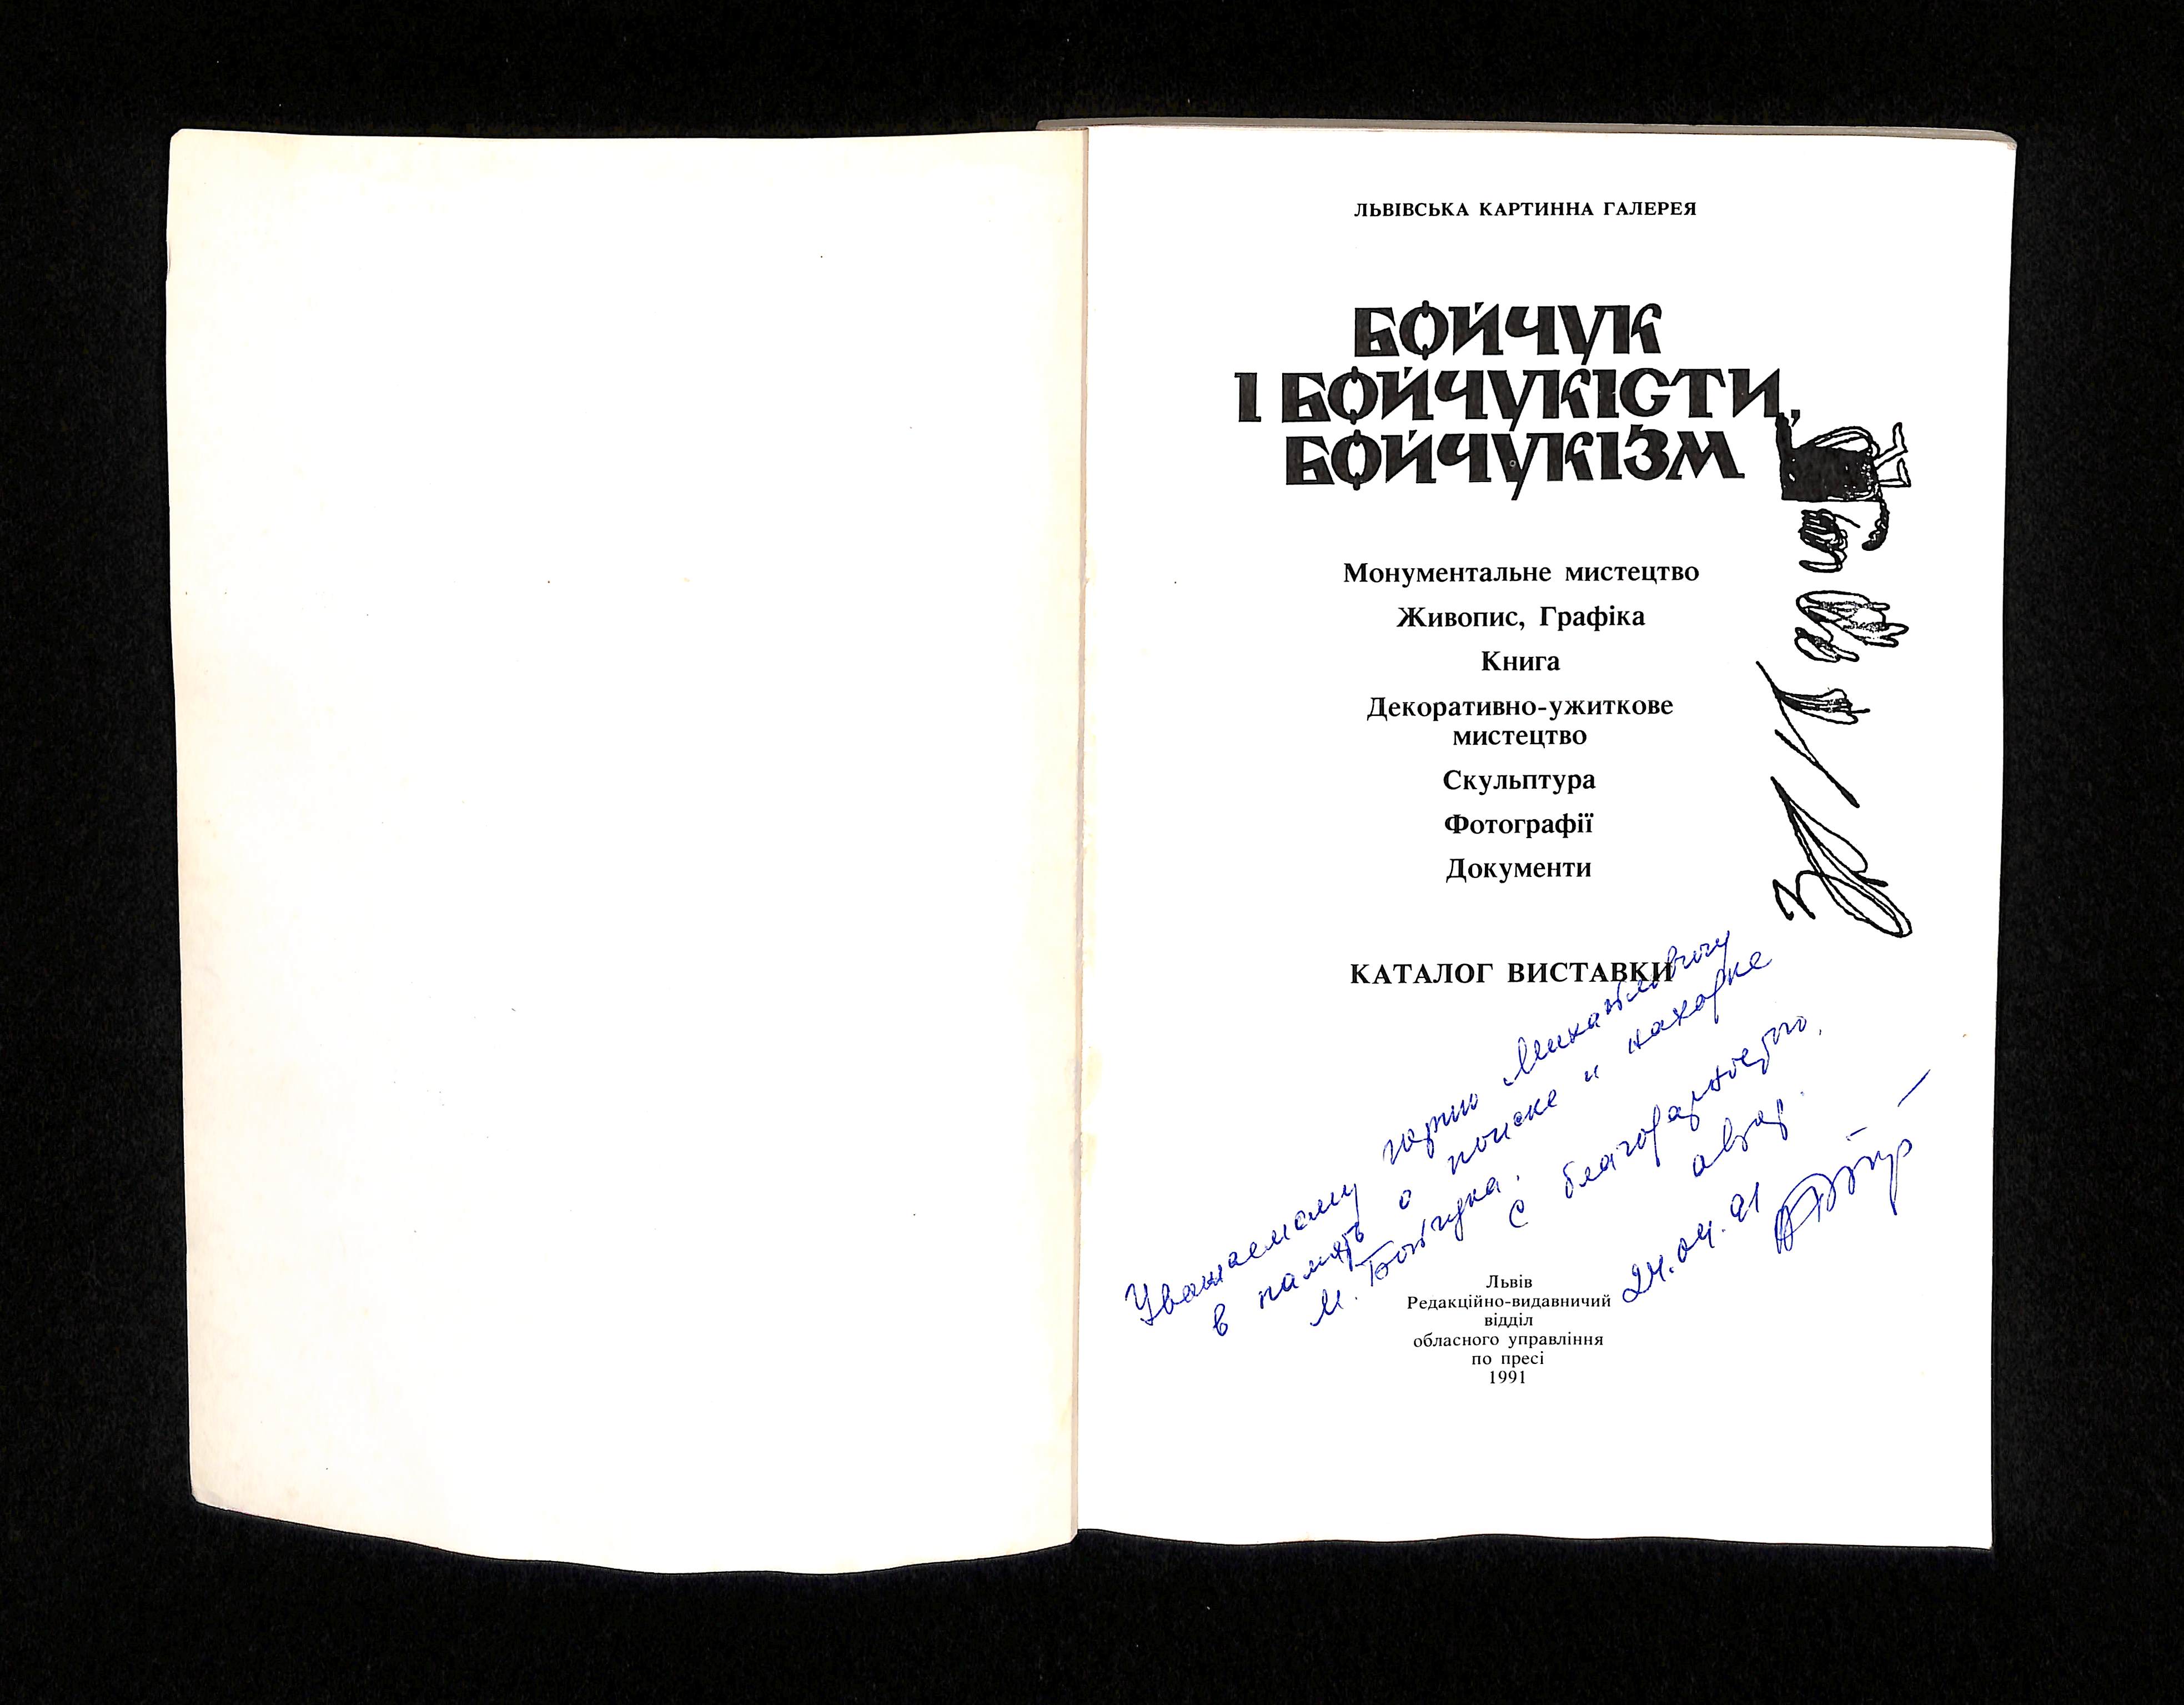 ЛЬВІВСЬКА КАРТИННА ГАЛЕРЕЯ
БОЙЧУК
І БОЙЧУКІСТИ,
БОЙЧУКІЗМ
Монументальне мистецтво
Живопис, Графіка
Книга
Декоративно-ужиткове
мистецтво
Скульптура
Фотографії
Документи
КАТАЛОГ ВИСТАВКИ
Уважаемому Михайловичу
в память о поиске и находке
М. Бойчука.
С благодарностью,
автор.
24.04.91
Львів
Редакційно-видавничий
відділ
обласного управління
по пресі
1991